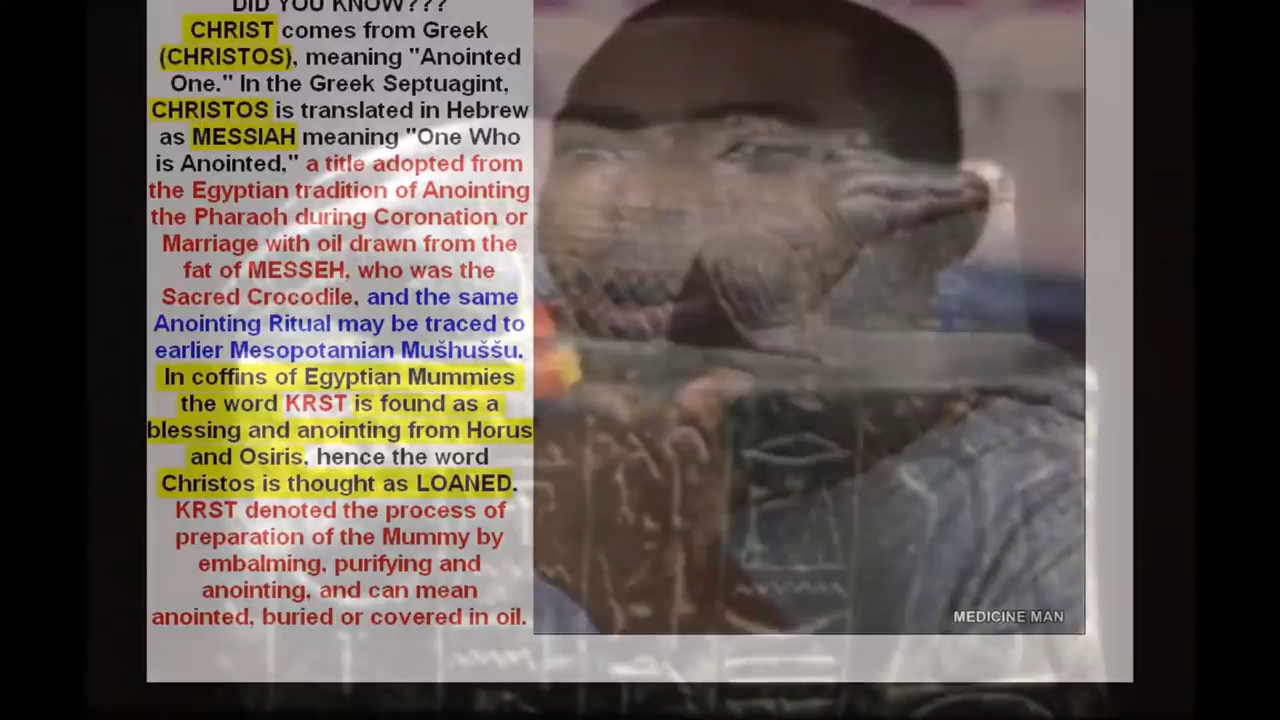 DID YOU KNOW???
CHRIST comes from Greek
(CHRISTOS), meaning "Anointed
One." In the Greek Septuagint,
CHRISTOS is translated in Hebrew
as MESSIAH meaning "One Who
is Anointed," a title adopted from
the Egyptian tradition of Anointing
the Pharaoh during Coronation or
Marriage with oil drawn from the
fat of MESSEH, who was the
Sacred Crocodile, and the same
Anointing Ritual may be traced to
earlier Mesopotamian Mušhuššu.
In coffins of Egyptian Mummies
the word KRST is found as a
blessing and anointing from Horus
and Osiris, hence the word
Christos is thought as LOANED.
KRST denoted the process of
preparation of the Mummy by
embalming, purifying and
anointing, and can mean
anointed, buried or covered in oil.
MEDICINE MAN